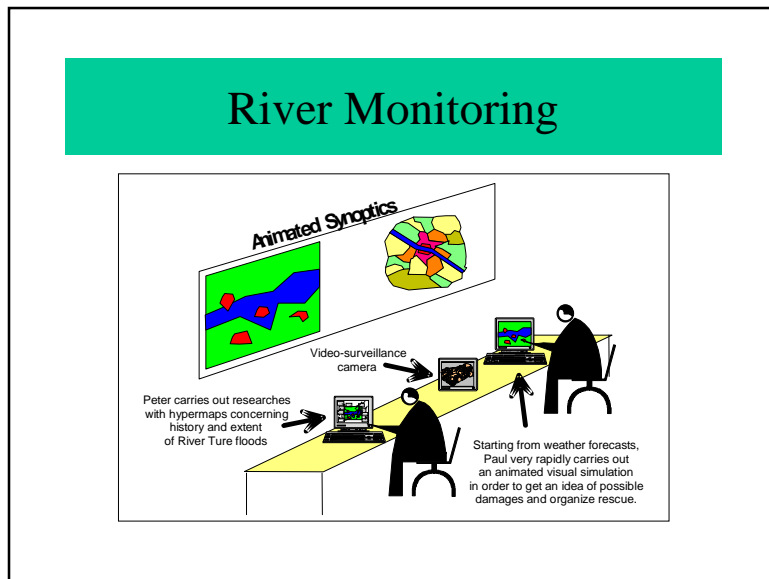 River Monitoring
Animated Synoptics
Video-surveillance
camera
Peter carries out researches
with hypermaps concerning
history and extent
of River Ture floods
Starting from weather forecasts,
Paul very rapidly carries out
an animated visual simulation
in order to get an idea of possible
damages and organize rescue.